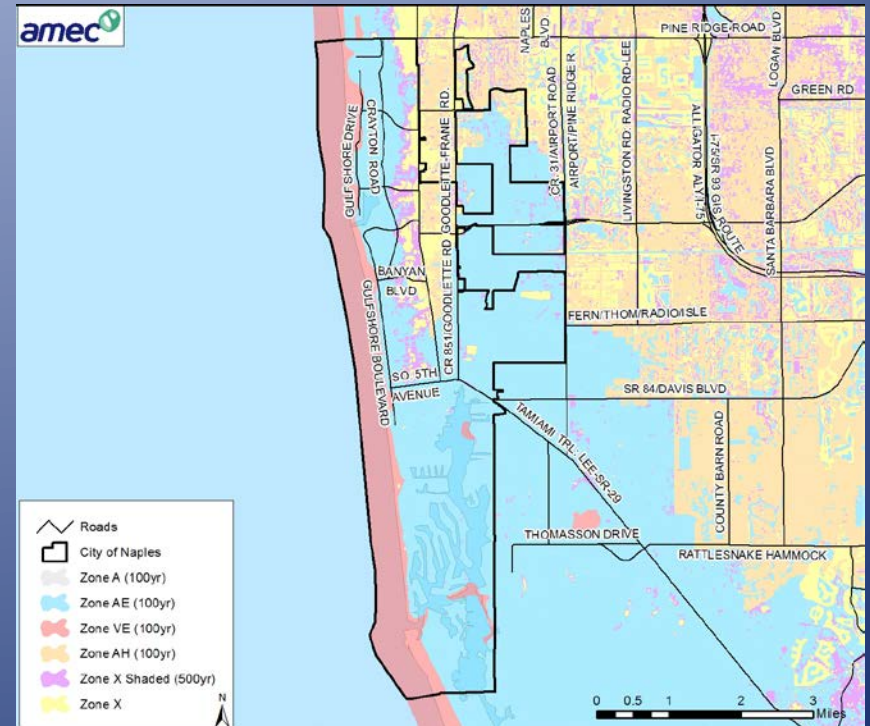 amec
PINE RIDGE ROAD
NAPLES
BLVD.
LOGAN BLVD
GREEN RD
GULF SHORE DRIVE
CRAYTON ROAD
CR 851/GOODLETTE RD GOODLETTE-FRANE RD.
CR. 31/AIRPORT ROAD
AIRPORT/PINE RIDGE R
LIVINGSTON RD: RADIO RD-LEE
ALLIGATOR ALY/I-75
I-75/SR 93 GIS ROUTE
SANTA BARBARA BLVD
BANYAN
BLVD
GULFSHORE BOULEVARD
FERN/THOM/RADIO/ISLE
SO. 5TH
AVENUE
SR 84/DAVIS BLVD
TAMIAMI TRL: LEE-SR-29
COUNTY BARN ROAD
THOMASSON DRIVE
RATTLESNAKE HAMMOCK
Roads
City of Naples
Zone A (100yr)
Zone AE (100yr)
Zone VE (100yr)
Zone AH (100yr)
Zone X Shaded (500yr)
Zone X
N
0 0.5 1 2 3
Miles